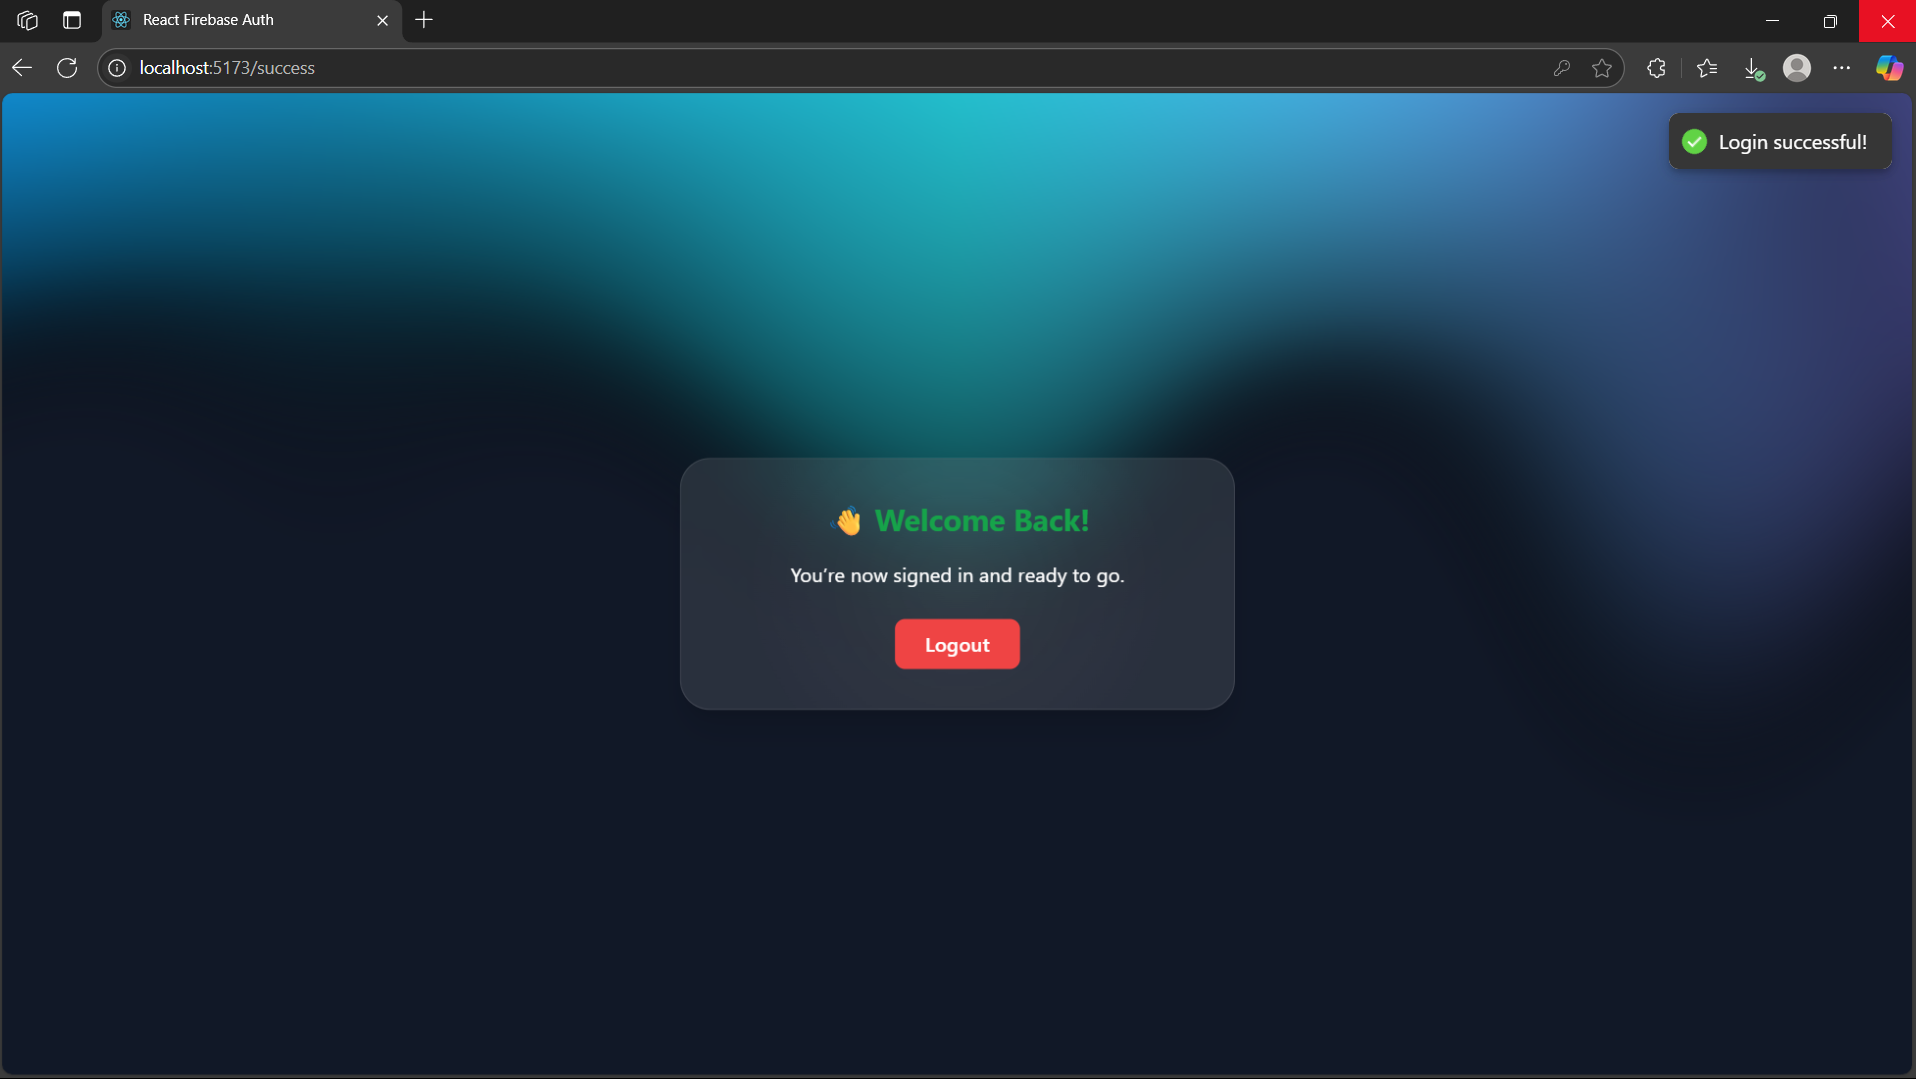 React Firebase Auth
localhost:5173/success
Login successful!
👋 Welcome Back!
You're now signed in and ready to go.
Logout